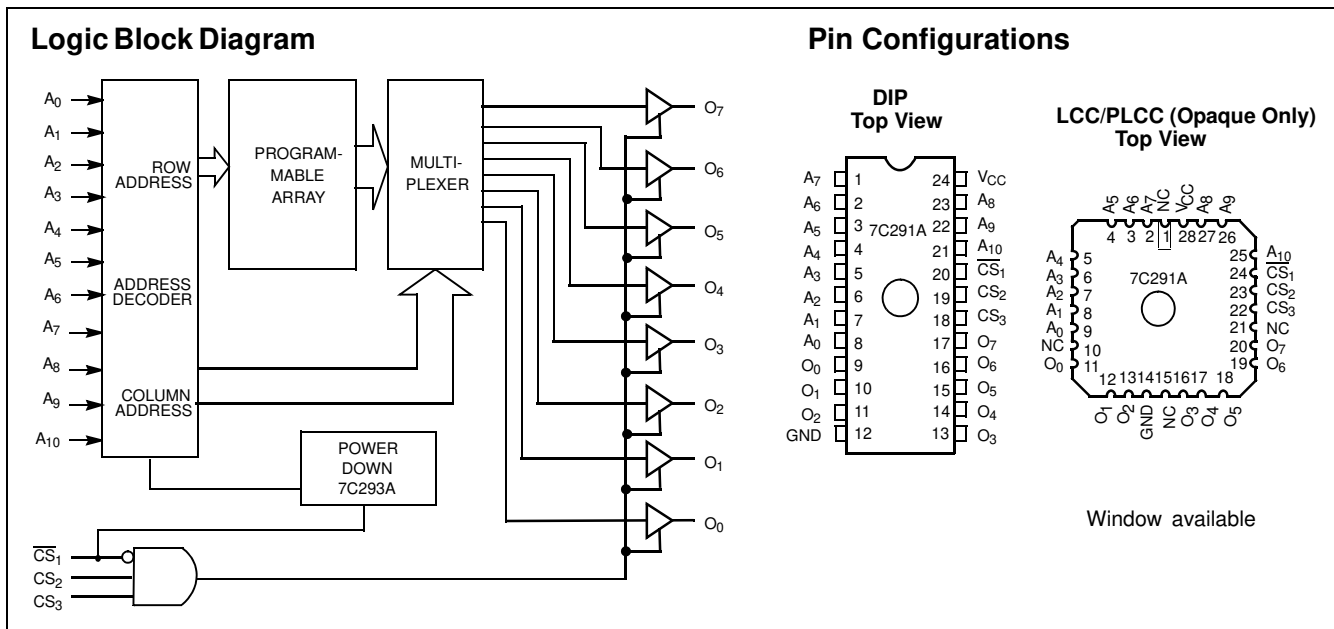 Logic Block Diagram
A0
A1
A2
A3
A4
A5
A6
A7
A8
A9
A10
ROW
ADDRESS
ADDRESS
DECODER
COLUMN
ADDRESS
PROGRAM-
MABLE
ARRAY
MULTI-
PLEXER
POWER
DOWN
7C293A
CS1
CS2
CS3
O7
O6
O5
O4
O3
O2
O1
O0
Pin Configurations
DIP
Top View
A7 1 24 VCC
A6 2 23 A8
A5 3 7C291A 22 A9
A4 4 21 A10
A3 5 20 CS1
A2 6 19 CS2
A1 7 18 CS3
A0 8 17 O7
O0 9 16 O6
O1 10 15 O5
O2 11 14 O4
GND 12 13 O3
LCC/PLCC (Opaque Only)
Top View
A5 A6 A7 NC VCC A8 A9
4 3 2 1 28 27 26
A4 5 25 A10
A3 6 24 CS1
A2 7 7C291A 23 CS2
A1 8 22 CS3
A0 9 21 NC
NC 10 20 O7
O0 11 19 O6
12 13 14 15 16 17 18
O1 O2 GND NC O3 O4 O5
Window available